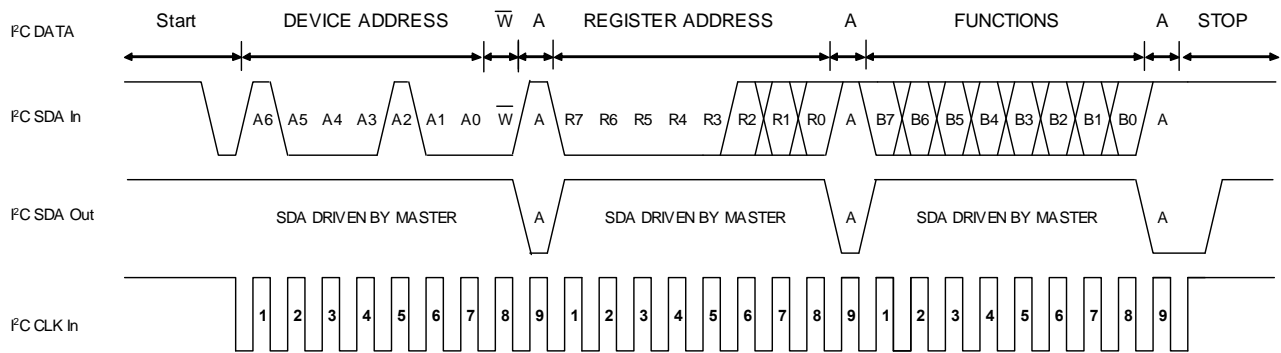 I²C DATA Start DEVICE ADDRESS W̅ A REGISTER ADDRESS A FUNCTIONS A STOP
I²C SDA In A6 A5 A4 A3 A2 A1 A0 W̅ A R7 R6 R5 R4 R3 R2 R1 R0 A B7 B6 B5 B4 B3 B2 B1 B0 A
I²C SDA Out SDA DRIVEN BY MASTER A SDA DRIVEN BY MASTER A SDA DRIVEN BY MASTER A
I²C CLK In 1 2 3 4 5 6 7 8 9 1 2 3 4 5 6 7 8 9 1 2 3 4 5 6 7 8 9